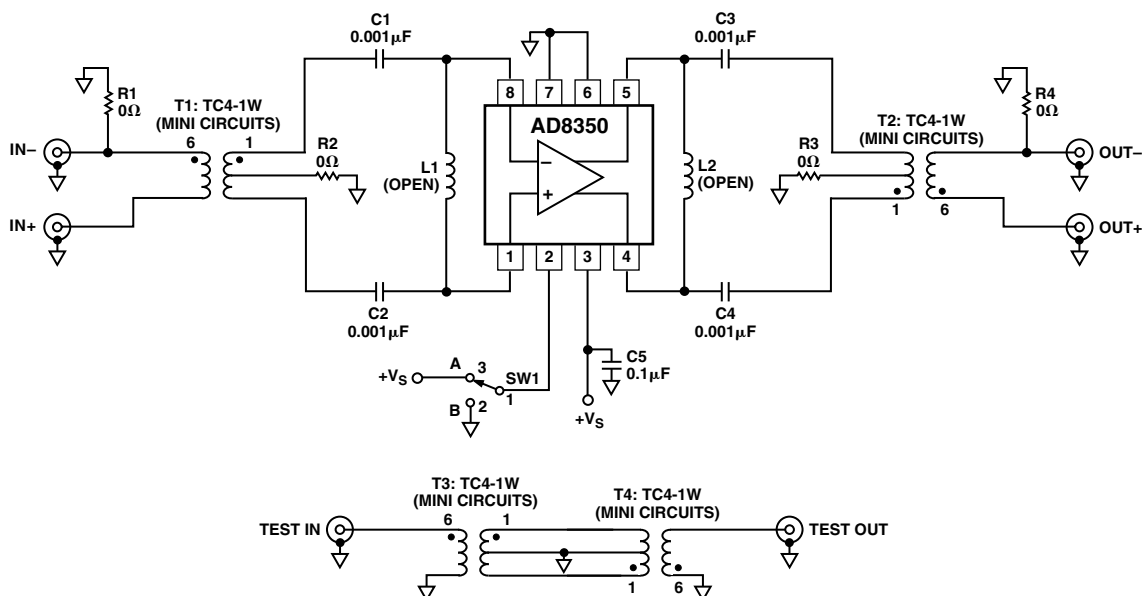 C1
0.001μF
C3
0.001μF
R1
0Ω
T1: TC4-1W
(MINI CIRCUITS)
6
1
IN–
IN+
R2
0Ω
L1
(OPEN)
8
7
6
5
AD8350
–
+
1
2
3
4
L2
(OPEN)
R3
0Ω
T2: TC4-1W
(MINI CIRCUITS)
1
6
R4
0Ω
OUT–
OUT+
C2
0.001μF
C4
0.001μF
A
3
+VS
SW1
1
B
2
C5
0.1μF
+VS
T3: TC4-1W
(MINI CIRCUITS)
T4: TC4-1W
(MINI CIRCUITS)
TEST IN
6
1
1
6
TEST OUT